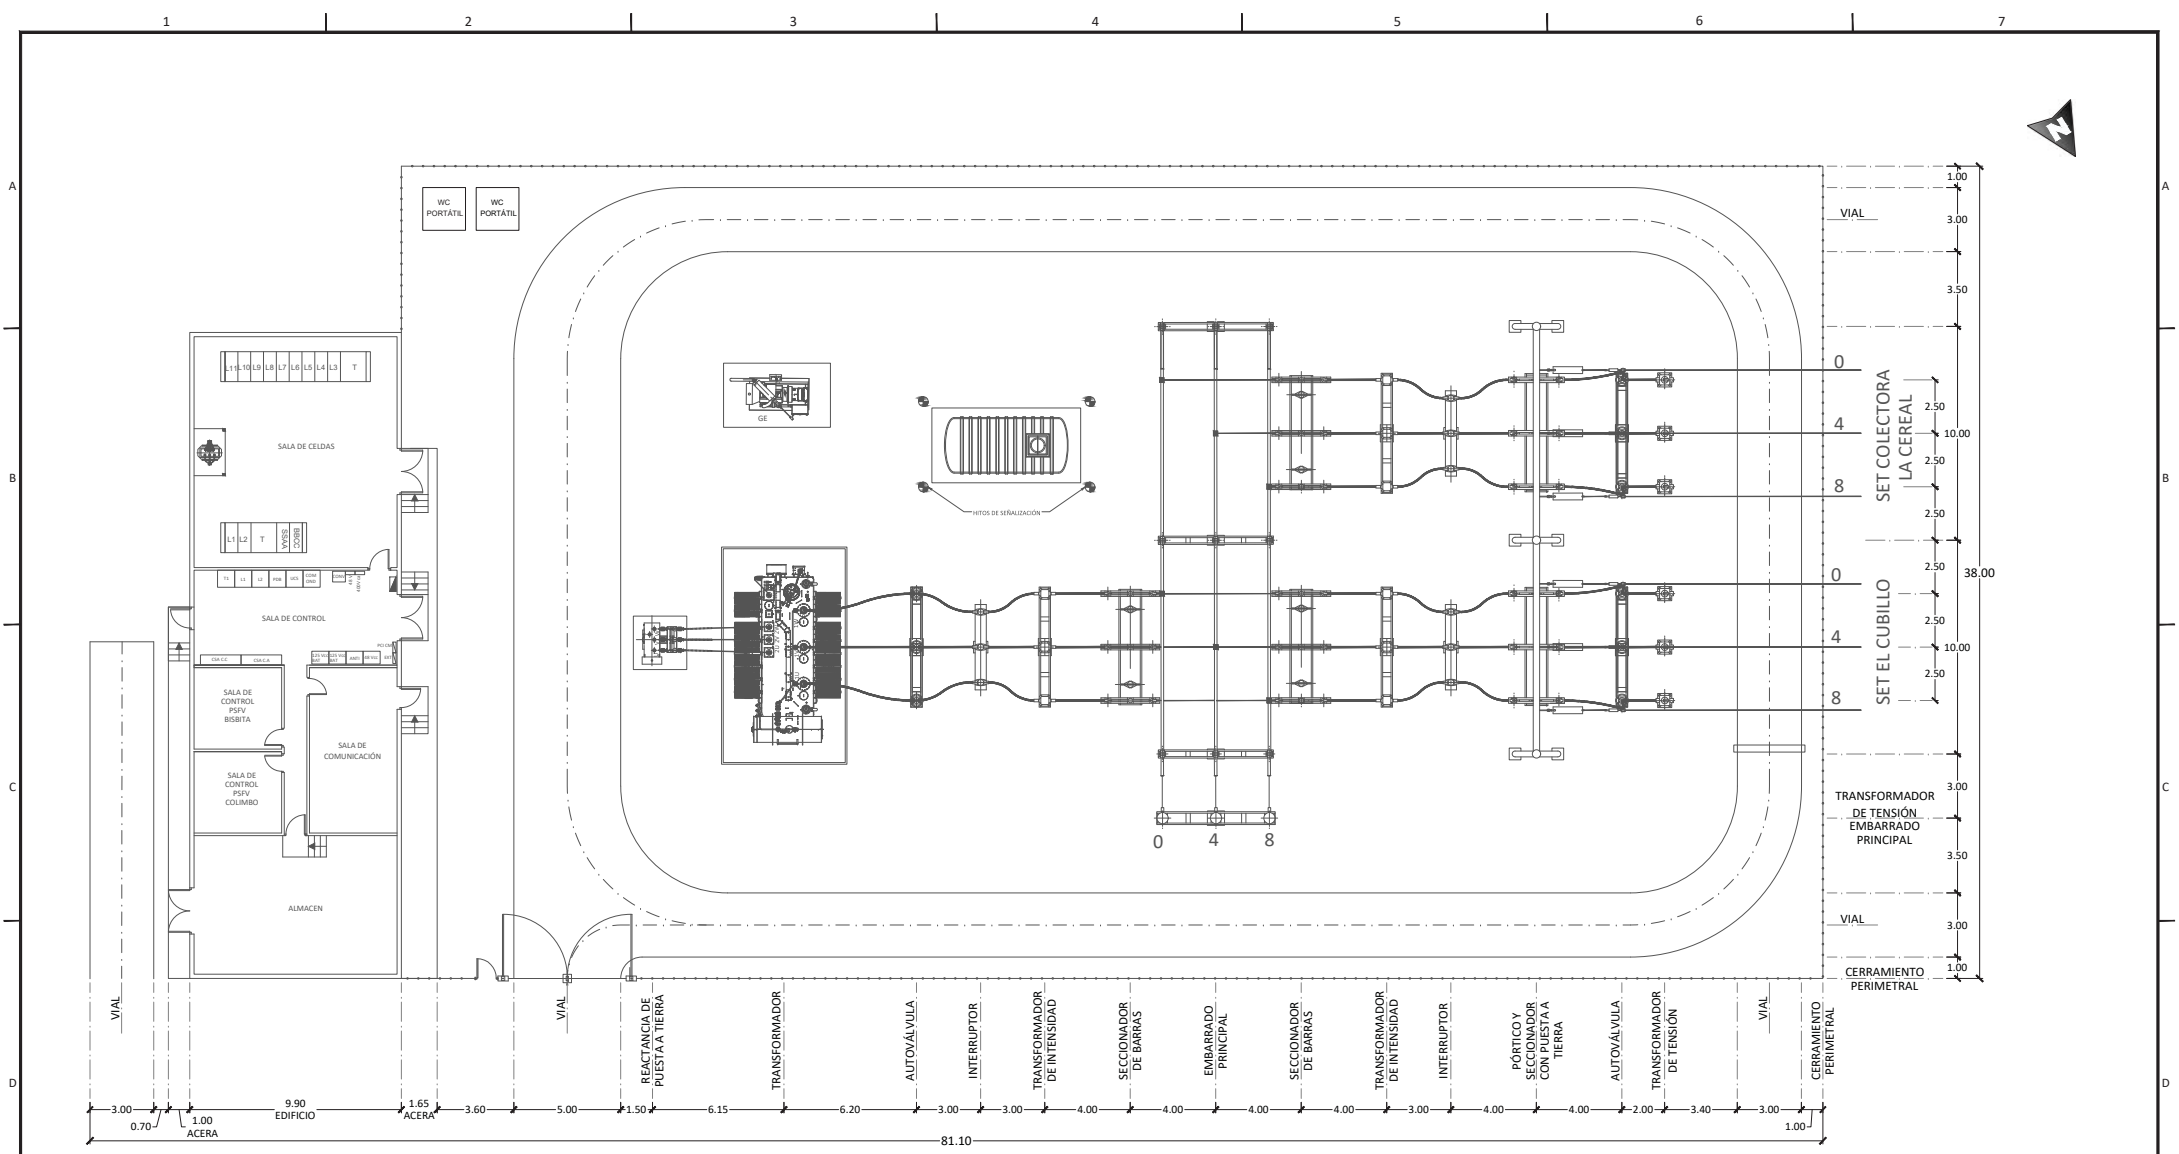 1 2 3 4 5 6 7
A
B
C
D
A
B
C
D
N
WC
PORTÁTIL
WC
PORTÁTIL
L11 L10 L9 L8 L7 L6 L5 L4 L3 T
SALA DE CELDAS
L1 L2 T SSAA BBCC
T1 L1 L2 POB UCS COM ORD
SALA DE CONTROL
CSA C.C CSA C.A
SALA DE
CONTROL
PSFV
BISBITA
SALA DE
CONTROL
PSFV
COLIMBO
SALA DE
COMUNICACIÓN
ALMACEN
GE
HITOS DE SEÑALIZACIÓN
0 4 8
0
4
8
SET COLECTORA
LA CEREAL
0
4
8
SET EL CUBILLO
VIAL
TRANSFORMADOR
DE TENSIÓN
EMBARRADO
PRINCIPAL
VIAL
CERRAMIENTO
PERIMETRAL
1.00
3.00
3.50
2.50
10.00
2.50
2.50
2.50
38.00
2.50
10.00
2.50
3.00
3.50
3.00
1.00
VIAL
VIAL
REACTANCIA DE
PUESTA A TIERRA
TRANSFORMADOR
AUTOVÁLVULA
INTERRUPTOR
TRANSFORMADOR
DE INTENSIDAD
SECCIONADOR
DE BARRAS
EMBARRADO
PRINCIPAL
SECCIONADOR
DE BARRAS
TRANSFORMADOR
DE INTENSIDAD
INTERRUPTOR
PÓRTICO Y
SECCIONADOR
CON PUESTA A
TIERRA
AUTOVÁLVULA
TRANSFORMADOR
DE TENSIÓN
VIAL
CERRAMIENTO
PERIMETRAL
3.00
0.70
1.00
ACERA
9.90
EDIFICIO
1.65
ACERA
3.60 5.00 1.50 6.15 6.20 3.00 3.00 4.00 4.00 4.00 4.00 3.00 4.00 4.00 2.00 3.40 3.00
1.00
81.10